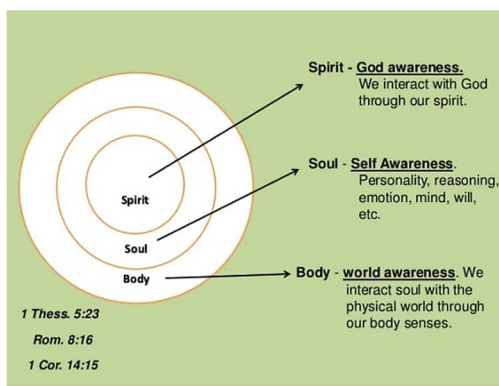 Spirit - God awareness.
We interact with God
through our spirit.
Soul - Self Awareness.
Personality, reasoning,
emotion, mind, will,
etc.
Body - world awareness. We
interact soul with the
physical world through
our body senses.
Spirit
Soul
Body
1 Thess. 5:23
Rom. 8:16
1 Cor. 14:15